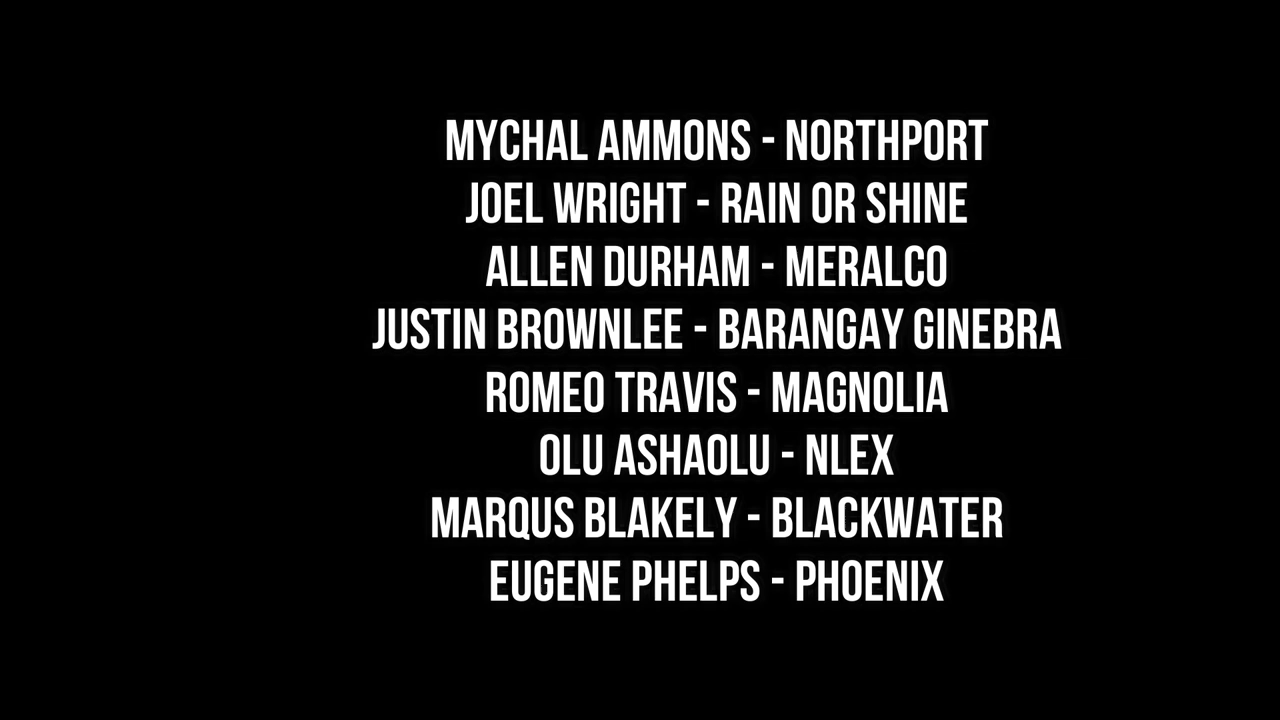 MYCHAL AMMONS - NORTHPORT
JOEL WRIGHT - RAIN OR SHINE
ALLEN DURHAM - MERALCO
JUSTIN BROWNLEE - BARANGAY GINEBRA
ROMEO TRAVIS - MAGNOLIA
OLU ASHAOLU - NLEX
MARQUS BLAKELY - BLACKWATER
EUGENE PHELPS - PHOENIX